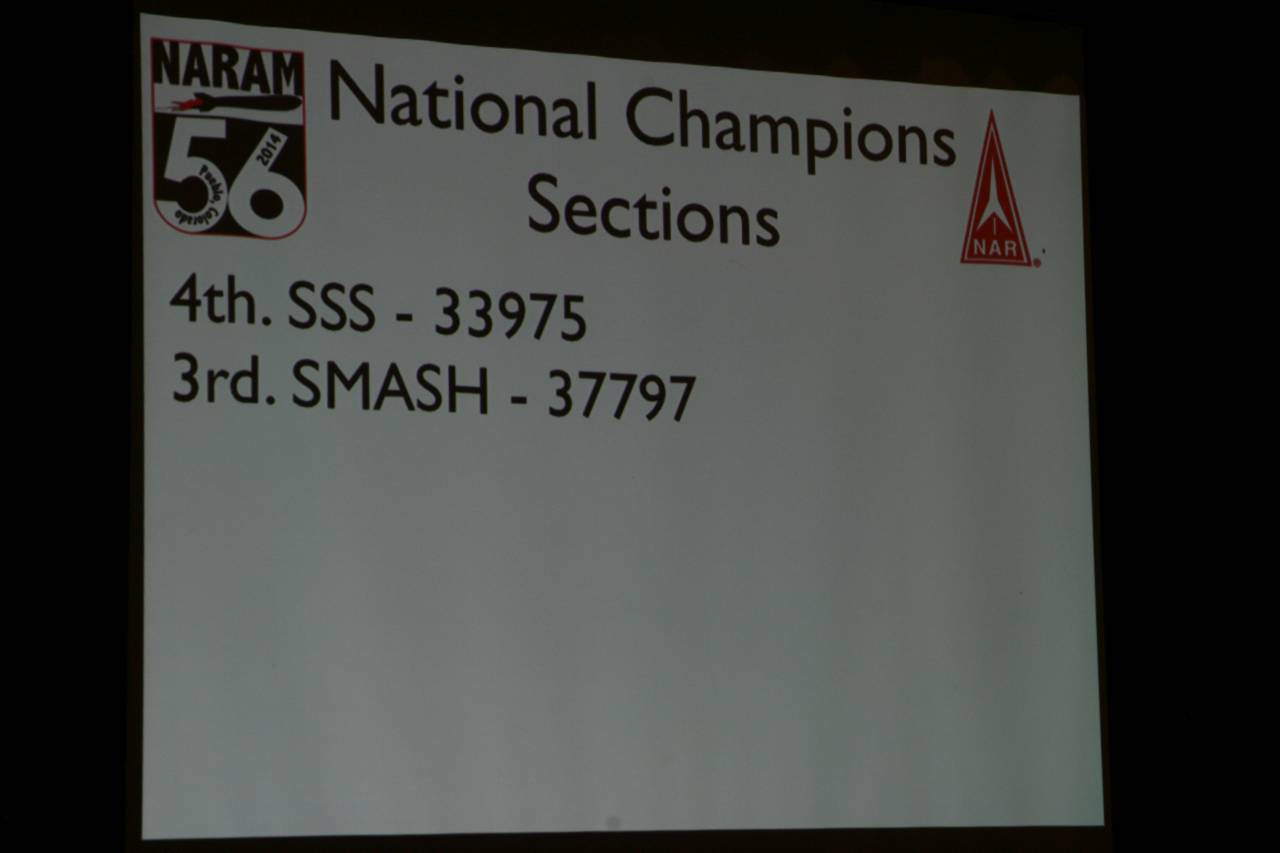 NARAM
56
2014
Pueblo, Colorado
National Champions
Sections
NAR
4th. SSS - 33975
3rd. SMASH - 37797